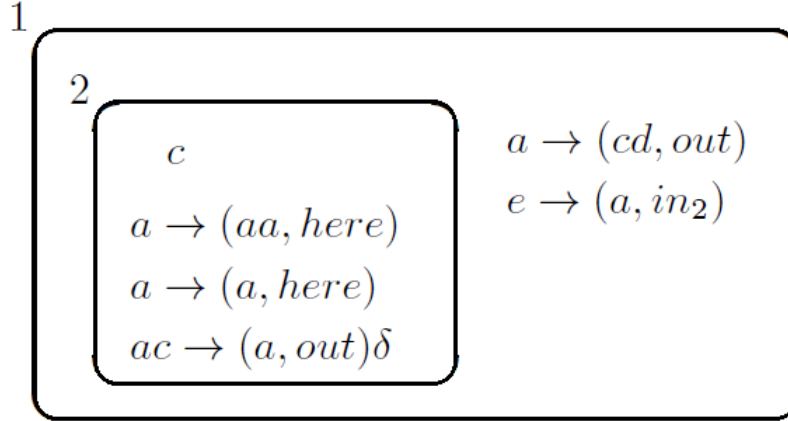 1
2
c
a → (aa, here)
a → (a, here)
ac → (a, out)δ
a → (cd, out)
e → (a, in₂)